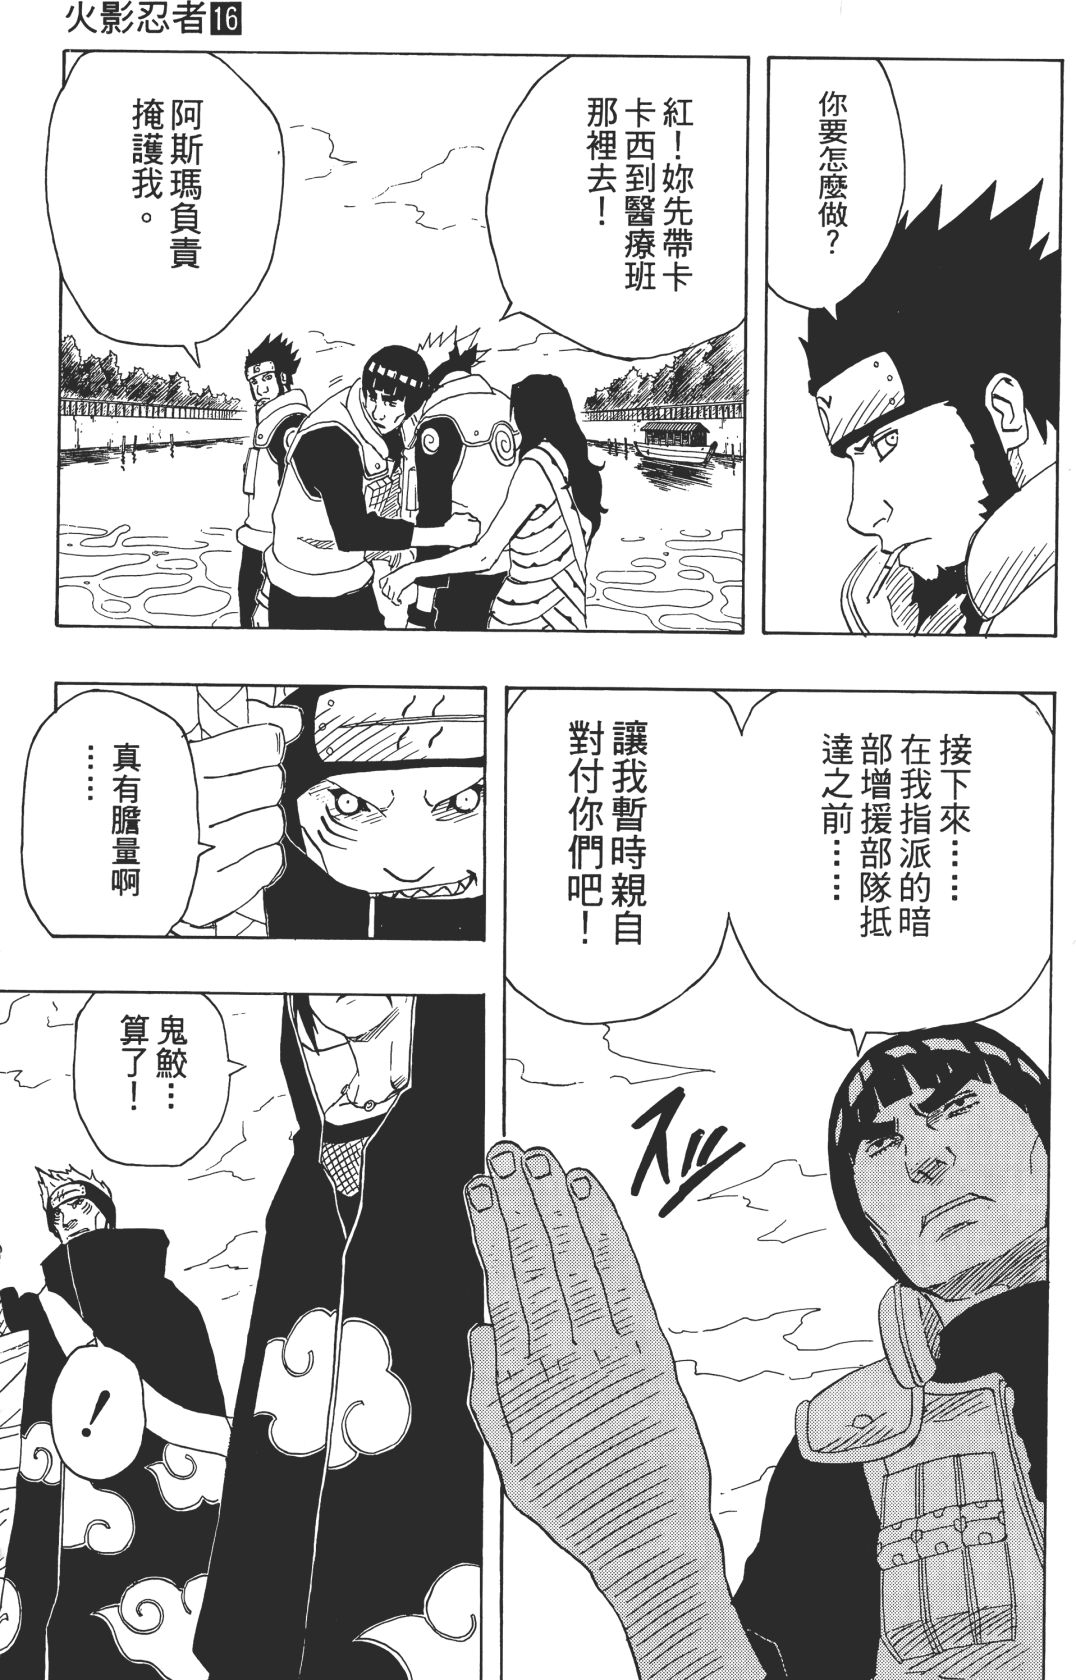 火影忍者16
你要怎麼做？
紅！妳先帶卡
卡西到醫療班
那裡去！
阿斯瑪負責
掩護我。
接下來⋯⋯
在我指派的暗
部增援部隊抵
達之前⋯⋯
讓我暫時親自
對付你們吧！
スッ
真有膽量啊
⋯⋯
鬼鮫⋯
算了！
！